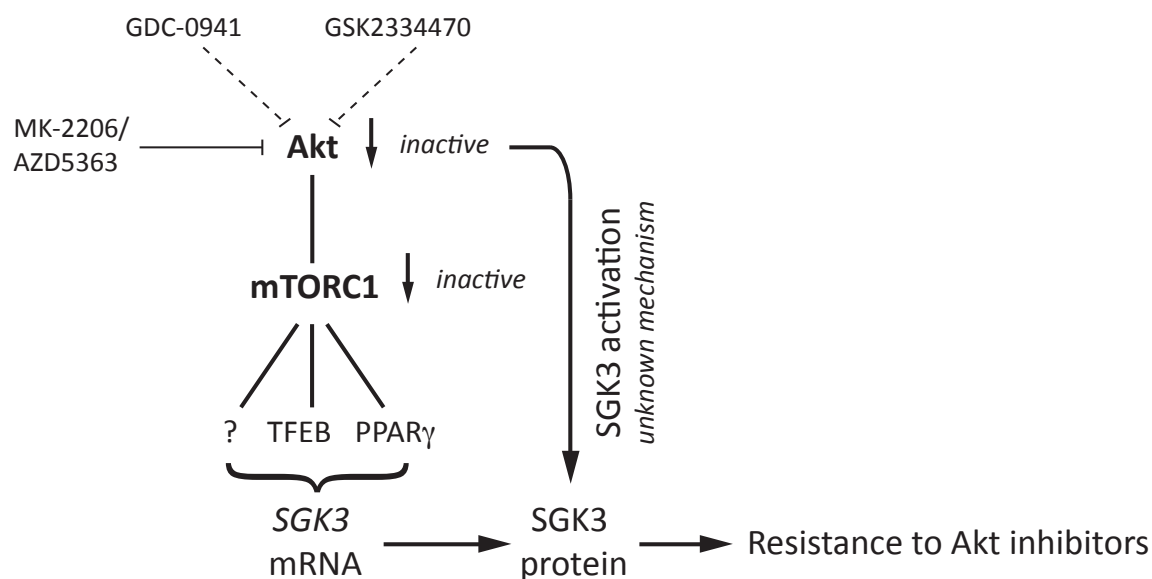 GDC-0941
GSK2334470
MK-2206/
AZD5363
Akt
inactive
mTORC1
inactive
SGK3 activation
unknown mechanism
?
TFEB
PPARγ
SGK3
mRNA
SGK3
protein
Resistance to Akt inhibitors